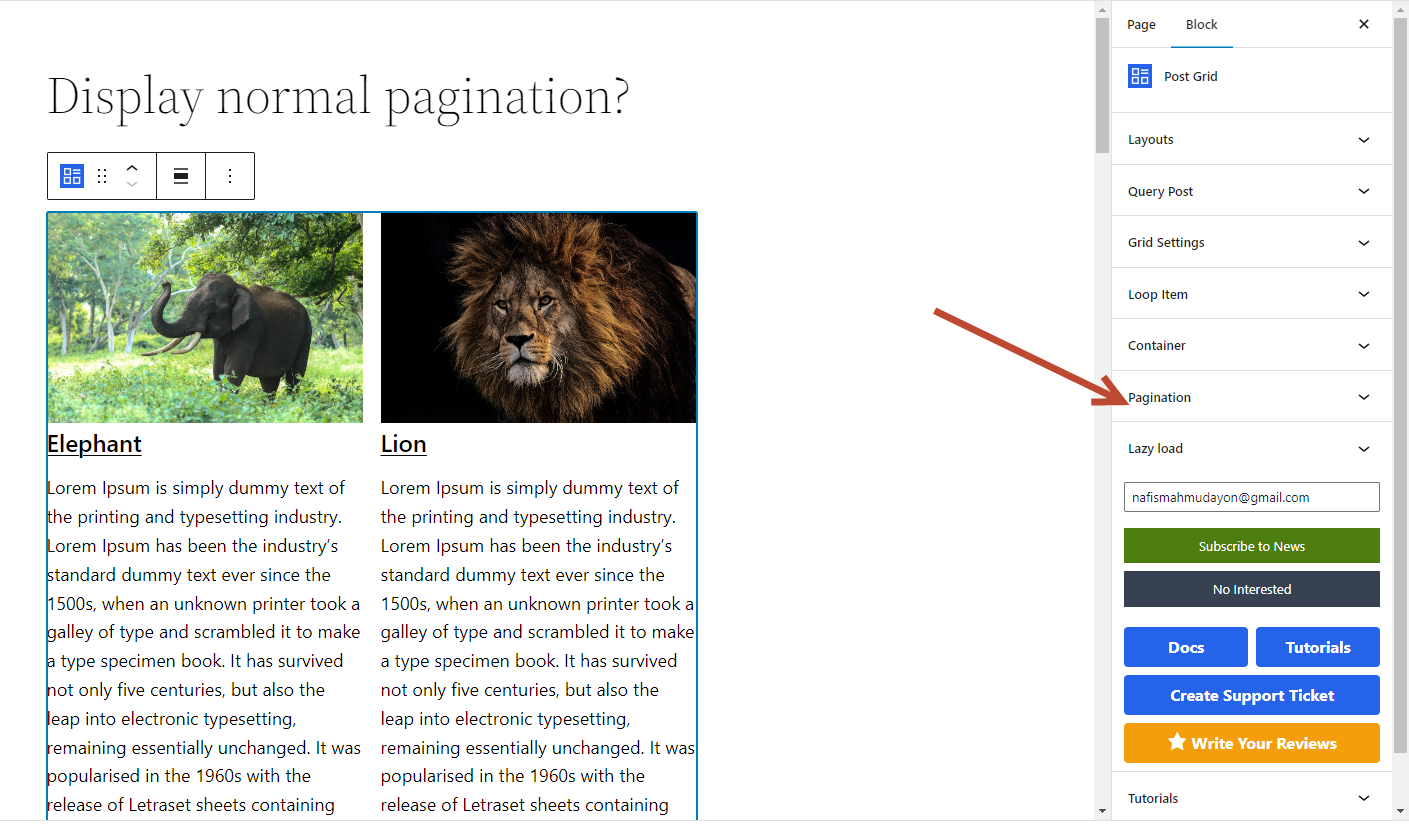 Display normal pagination?
Elephant
Lorem Ipsum is simply dummy text of
the printing and typesetting industry.
Lorem Ipsum has been the industry’s
standard dummy text ever since the
1500s, when an unknown printer took a
galley of type and scrambled it to make
a type specimen book. It has survived
not only five centuries, but also the
leap into electronic typesetting,
remaining essentially unchanged. It was
popularised in the 1960s with the
release of Letraset sheets containing
Lion
Lorem Ipsum is simply dummy text of
the printing and typesetting industry.
Lorem Ipsum has been the industry’s
standard dummy text ever since the
1500s, when an unknown printer took a
galley of type and scrambled it to make
a type specimen book. It has survived
not only five centuries, but also the
leap into electronic typesetting,
remaining essentially unchanged. It was
popularised in the 1960s with the
release of Letraset sheets containing
Page Block
Post Grid
Layouts
Query Post
Grid Settings
Loop Item
Container
Pagination
Lazy load
nafismahmudayon@gmail.com
Subscribe to News
No Interested
Docs Tutorials
Create Support Ticket
Write Your Reviews
Tutorials